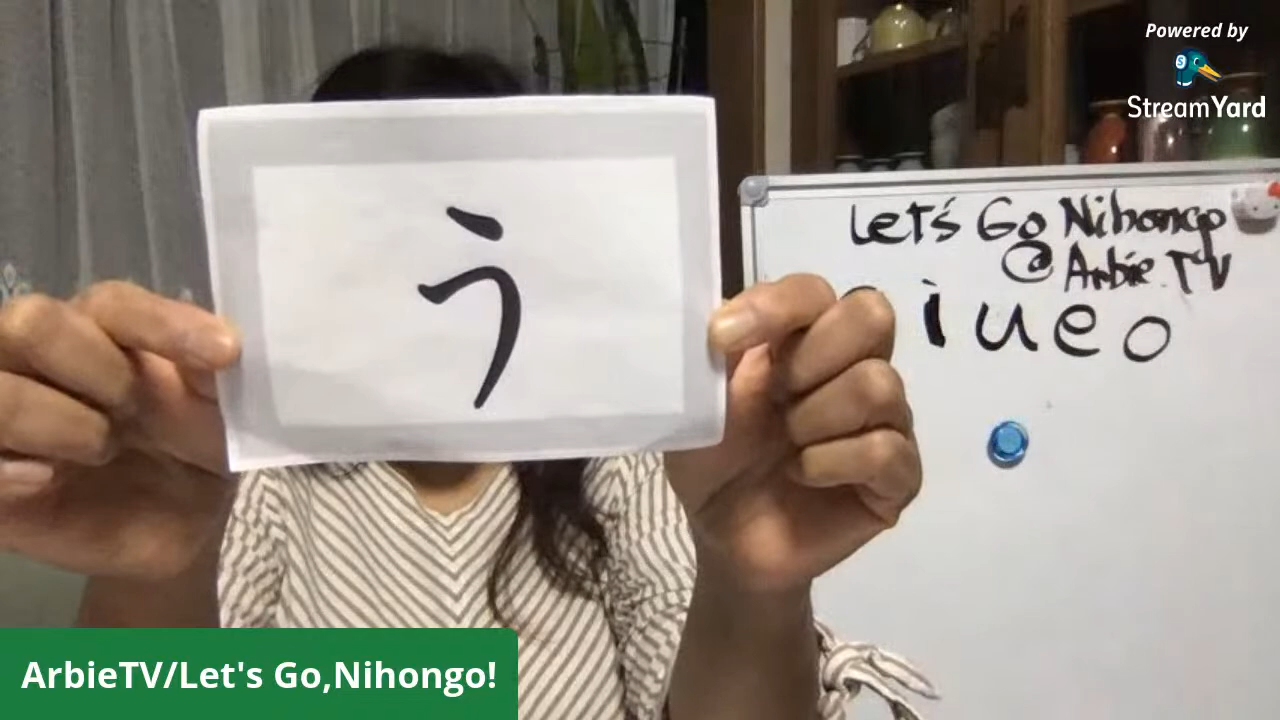 Powered by
StreamYard
う
Let's Go Nihongo
@ Arbie TV
i u e o
ArbieTV/Let's Go,Nihongo!